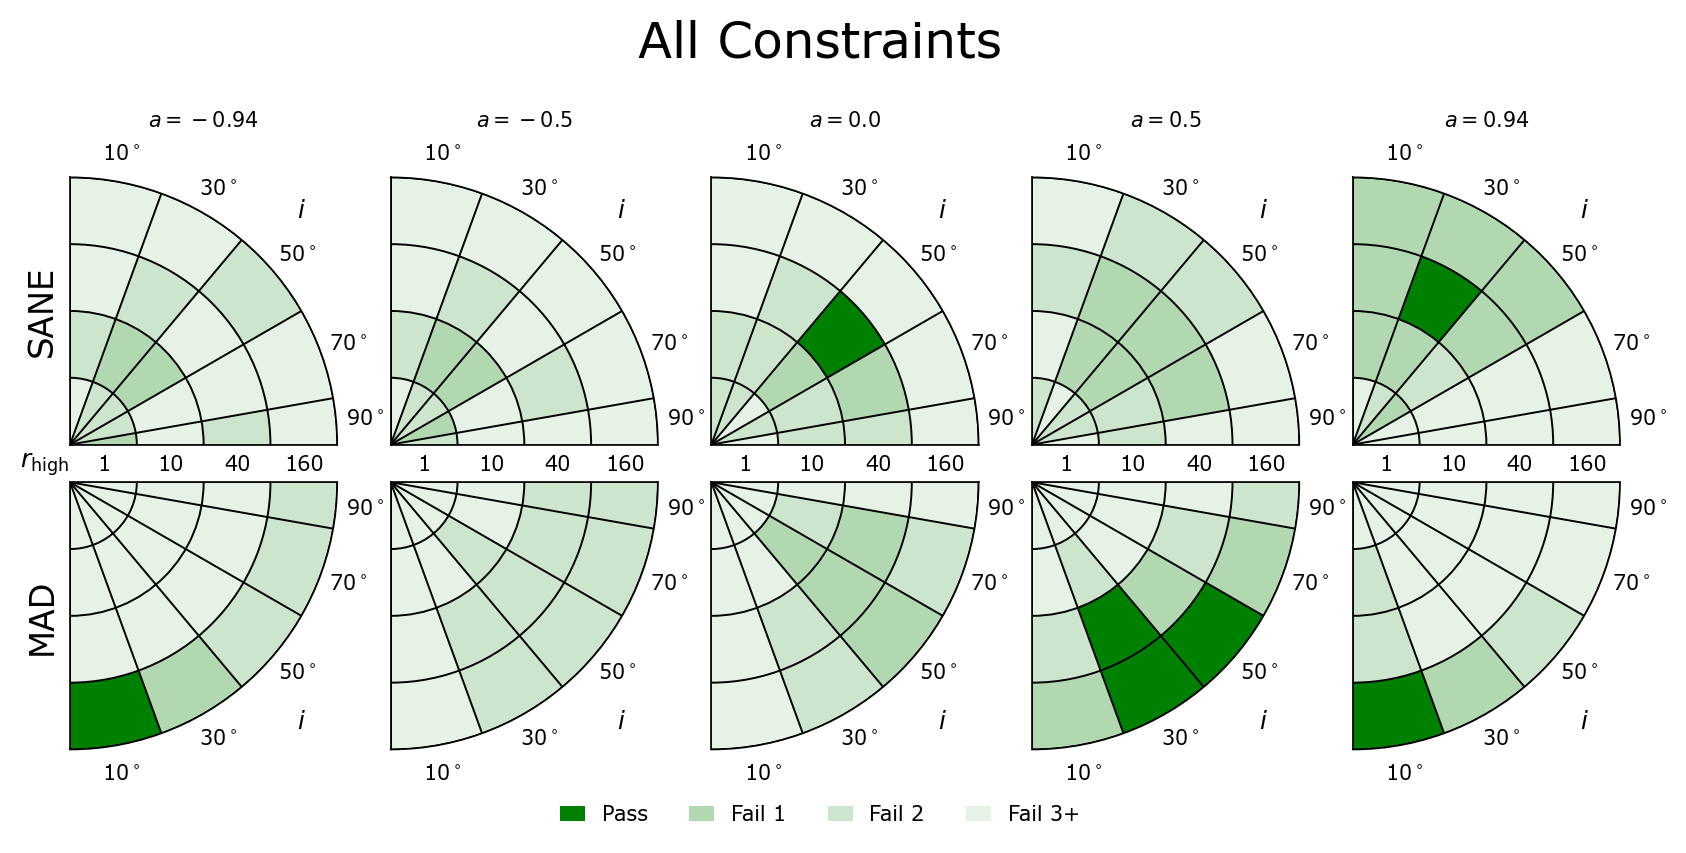 All Constraints
a = −0.94 a = −0.5 a = 0.0 a = 0.5 a = 0.94
10° 10° 10° 10° 10°
30° 30° 30° 30° 30°
i i i i i
50° 50° 50° 50° 50°
SANE
70° 70° 70° 70° 70°
90° 90° 90° 90° 90°
r_high 1 10 40 160 1 10 40 160 1 10 40 160 1 10 40 160 1 10 40 160
90° 90° 90° 90° 90°
70° 70° 70° 70° 70°
MAD
50° 50° 50° 50° 50°
i i i i i
30° 30° 30° 30° 30°
10° 10° 10° 10° 10°
Pass Fail 1 Fail 2 Fail 3+